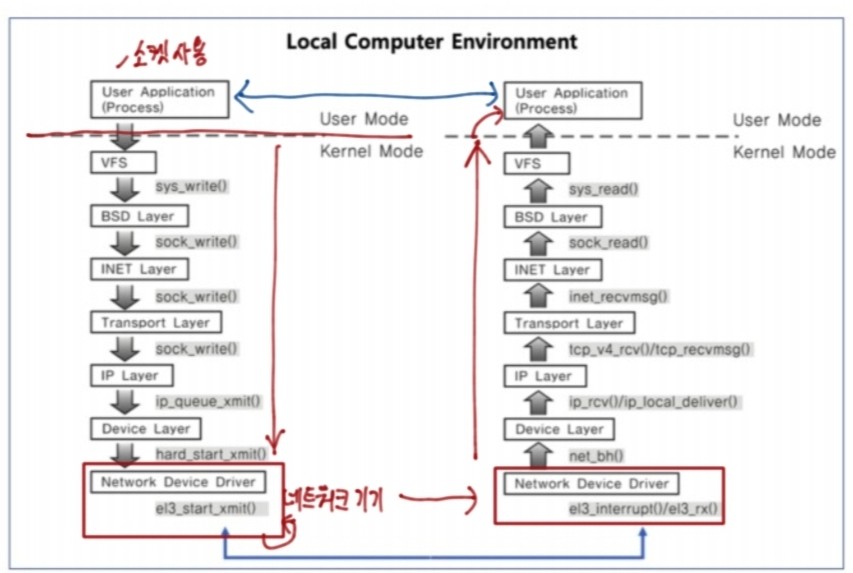 Local Computer Environment
소켓사용
User Application
(Process)
User Mode
Kernel Mode
VFS
sys_write()
BSD Layer
sock_write()
INET Layer
sock_write()
Transport Layer
sock_write()
IP Layer
ip_queue_xmit()
Device Layer
hard_start_xmit()
Network Device Driver
el3_start_xmit()
네트워크 기기
User Application
(Process)
User Mode
Kernel Mode
VFS
sys_read()
BSD Layer
sock_read()
INET Layer
inet_recvmsg()
Transport Layer
tcp_v4_rcv()/tcp_recvmsg()
IP Layer
ip_rcv()/ip_local_deliver()
Device Layer
net_bh()
Network Device Driver
el3_interrupt()/el3_rx()